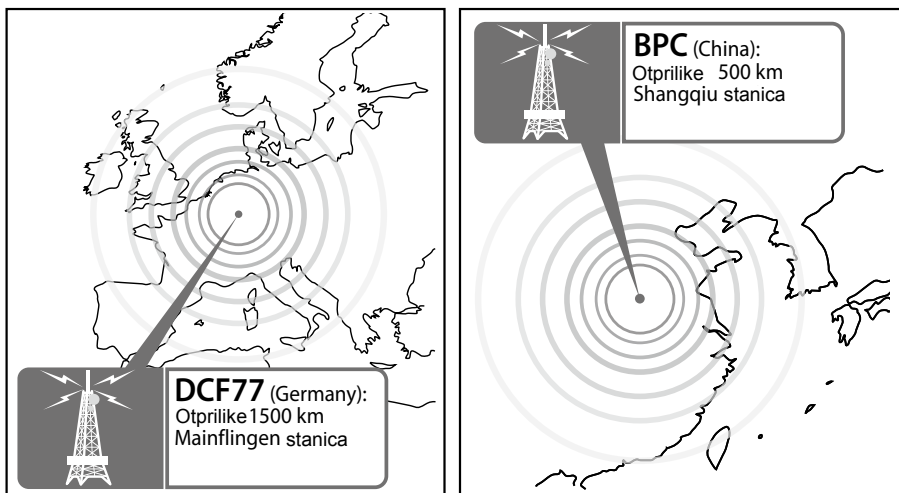 DCF77 (Germany):
Otprilike 1500 km
Mainflingen stanica
BPC (China):
Otprilike 500 km
Shangqiu stanica